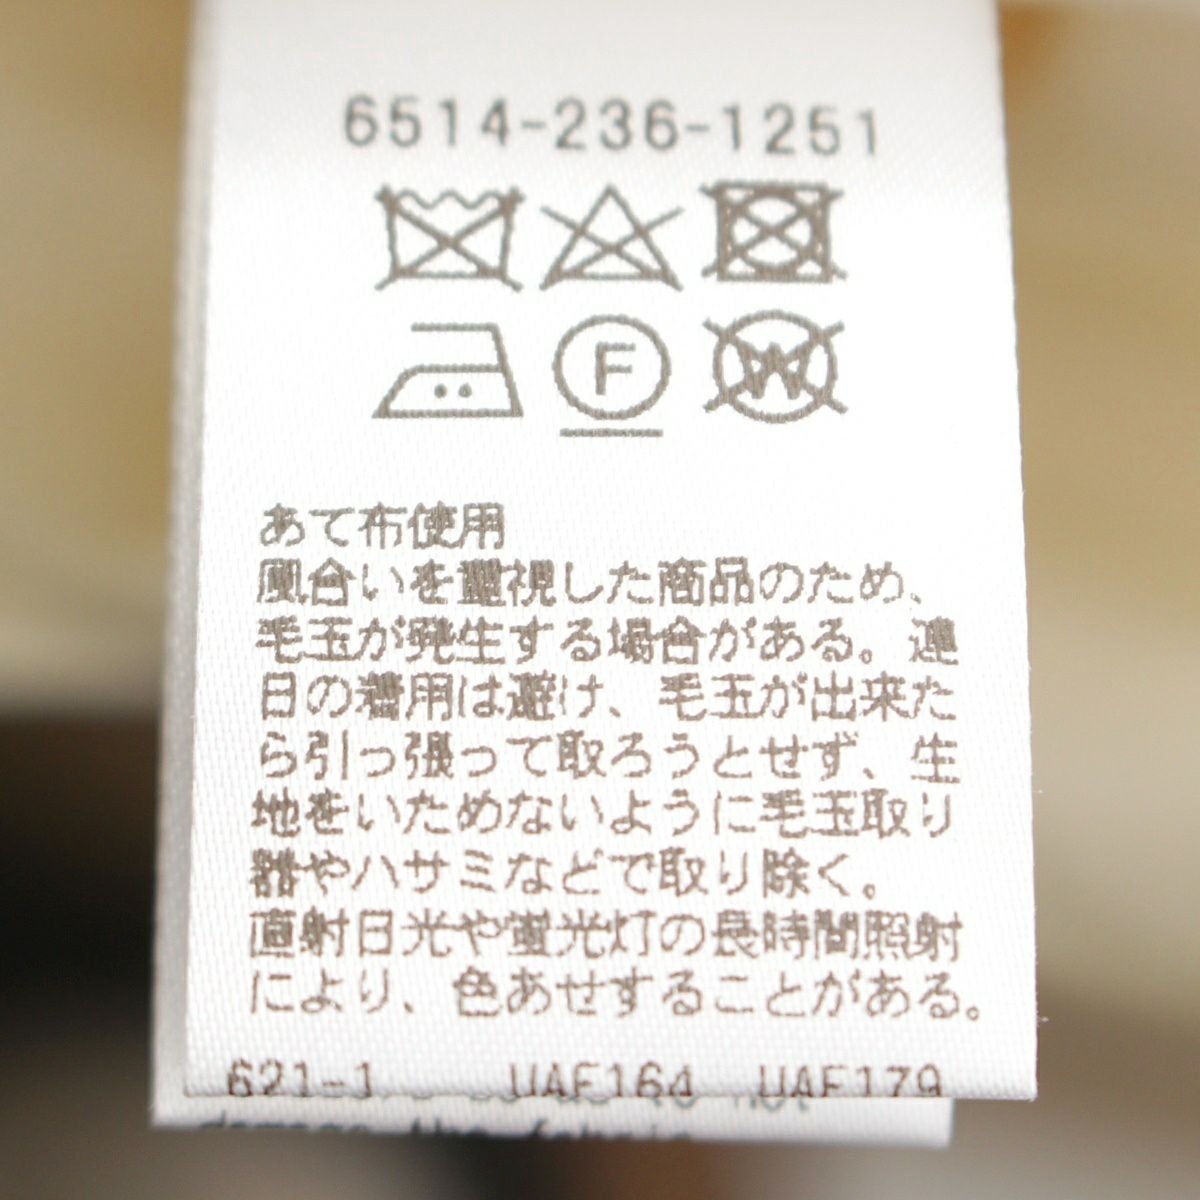 6514-236-1251
F W
あて布使用
風合いを重視した商品のため、
毛玉が発生する場合がある。連
日の着用は避け、毛玉が出来た
ら引っ張って取ろうとせず、生
地をいためないように毛玉取り
器やハサミなどで取り除く。
直射日光や蛍光灯の長時間照射
により、色あせすることがある。
621-1 UAE164 UAE179
damage the fabric